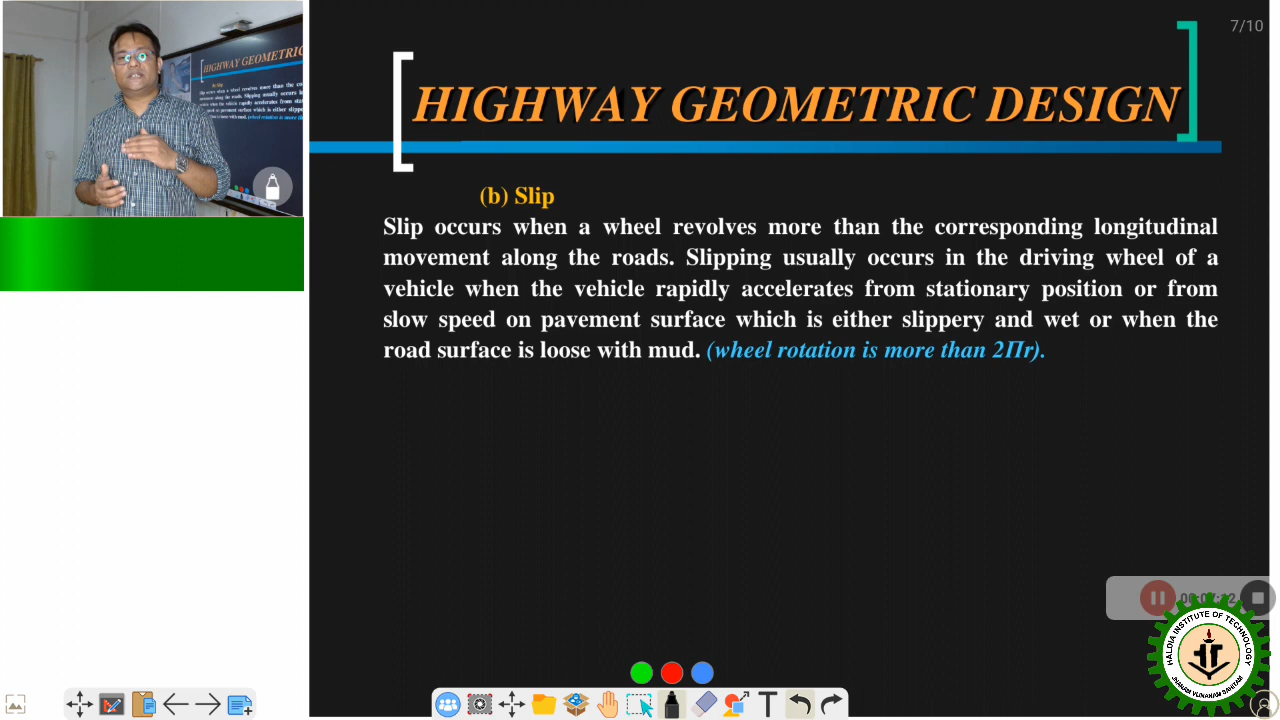 7/10
HIGHWAY GEOMETRIC DESIGN
(b) Slip
Slip occurs when a wheel revolves more than the corresponding longitudinal
movement along the roads. Slipping usually occurs in the driving wheel of a
vehicle when the vehicle rapidly accelerates from stationary position or from
slow speed on pavement surface which is either slippery and wet or when the
road surface is loose with mud. (wheel rotation is more than 2Πr).
HALDIA INSTITUTE OF TECHNOLOGY